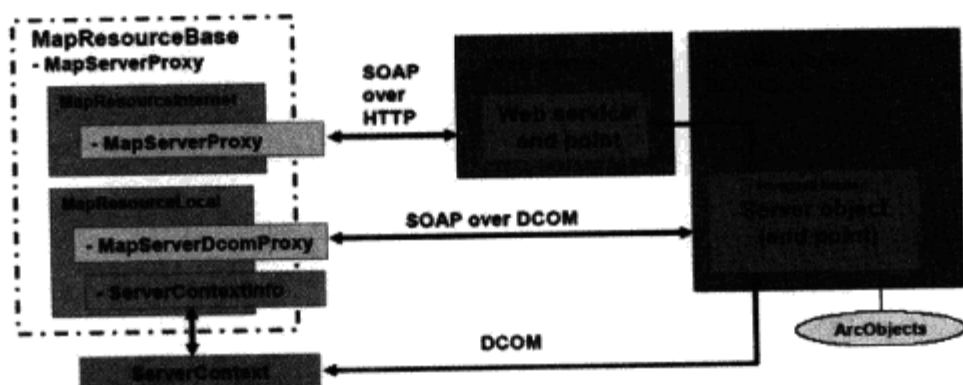 MapResourceBase
- MapServerProxy
MapResourceInternet
- MapServerProxy
MapResourceLocal
- MapServerDcomProxy
- ServerContextInfo
ServerContext
SOAP
over
HTTP
SOAP over DCOM
DCOM
Web service
end point
Server object
(end point)
ArcObjects